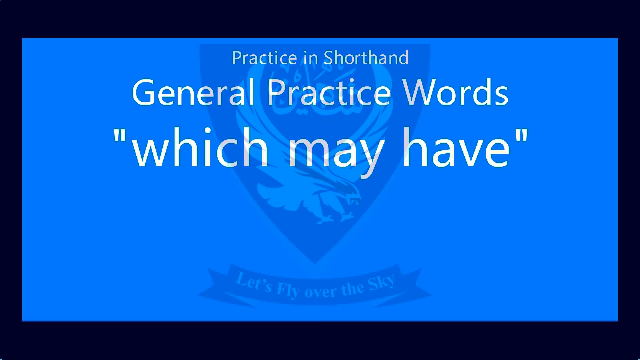 Practice in Shorthand
General Practice Words
"which may have"
Let's Fly over the Sky